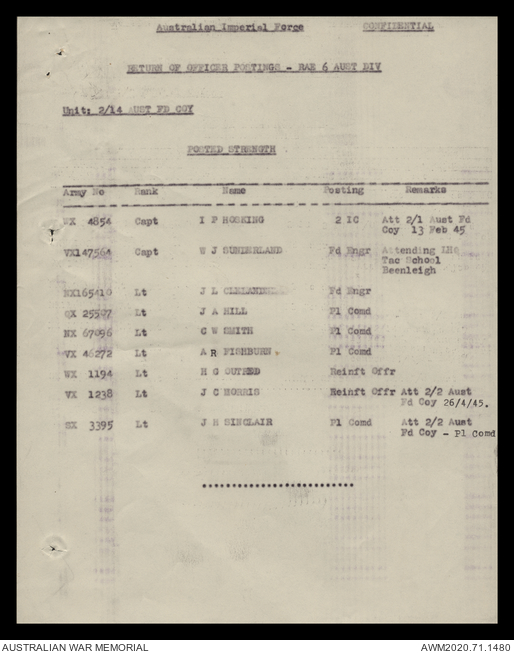 Australian Imperial Force CONFIDENTIAL
RETURN OF OFFICER POSTINGS - RAE 6 AUST DIV
Unit: 2/14 AUST FD COY
POSTED STRENGTH
Army No Rank Name Posting Remarks
4854 Capt I P HOSKING 2 IC Att 2/1 Aust Fd
Coy 13 Feb 45
VX147564 Capt W J SUNDERLAND Fd Engr Attending LHQ
Tac School
Beenleigh
NX165410 Lt J L Fd Engr
QX 25507 Lt J A HILL Pl Comd
NX 67096 Lt C W SMITH Pl Comd
VX 46272 Lt A R FISHBURN Pl Comd
WX 1194 Lt H G OUTRED Reinft Offr
VX 1238 Lt J C MORRIS Reinft Offr Att 2/2 Aust
Fd Coy 26/4/45.
SX 3395 Lt J H SINCLAIR Pl Comd Att 2/2 Aust
Fd Coy - Pl Comd
AUSTRALIAN WAR MEMORIAL AWM2020.71.1480